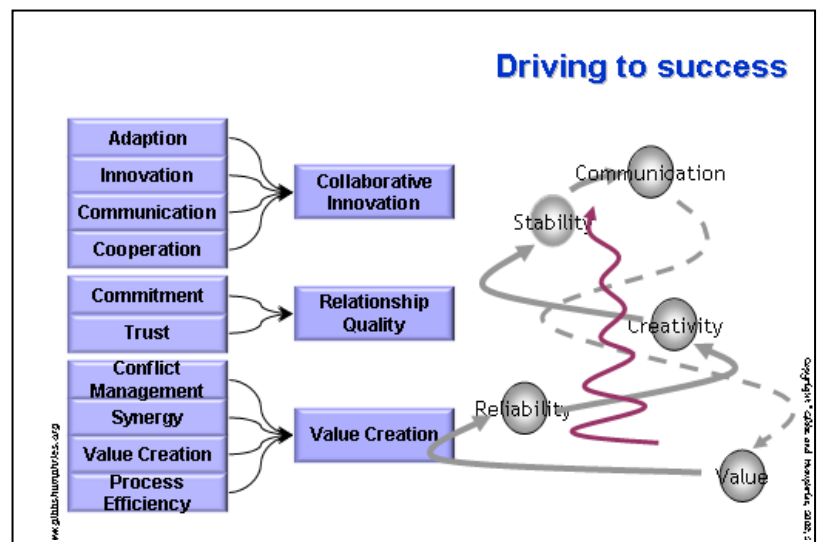 Driving to success
Adaption
Innovation
Communication
Cooperation
Collaborative
Innovation
Commitment
Trust
Relationship
Quality
Conflict
Management
Synergy
Value Creation
Process
Efficiency
Value Creation
Communication
Stability
Creativity
Reliability
Value